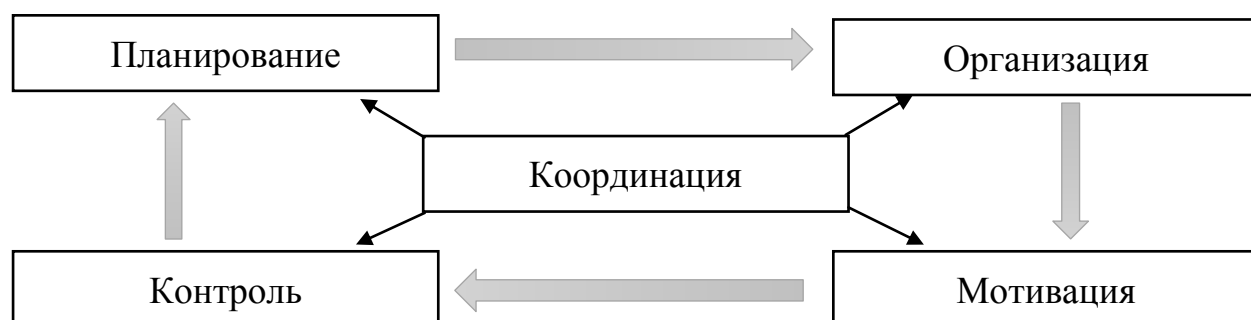 Планирование
Организация
Координация
Контроль
Мотивация